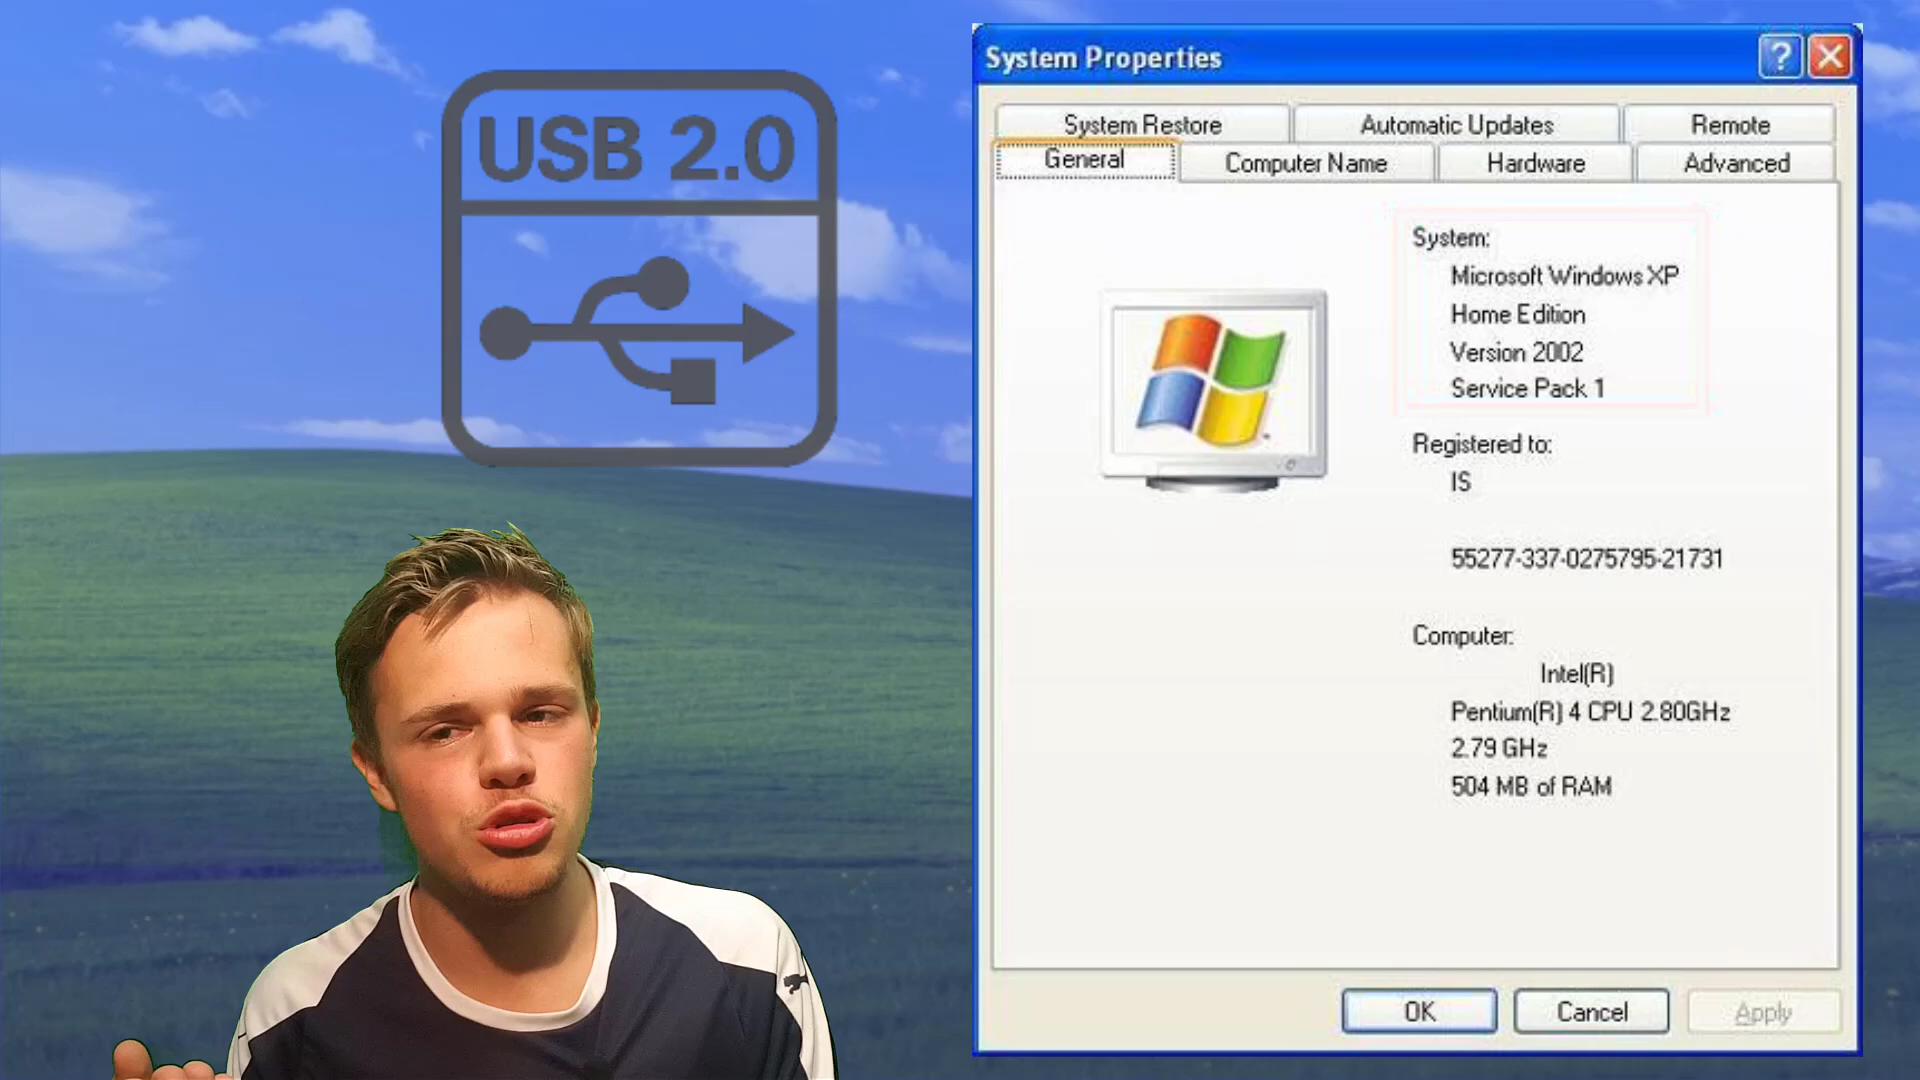 USB 2.0
System Properties
System Restore
Automatic Updates
Remote
General
Computer Name
Hardware
Advanced
System:
Microsoft Windows XP
Home Edition
Version 2002
Service Pack 1
Registered to:
IS
55277-337-0275795-21731
Computer:
Intel(R)
Pentium(R) 4 CPU 2.80GHz
2.79 GHz
504 MB of RAM
OK
Cancel
Apply